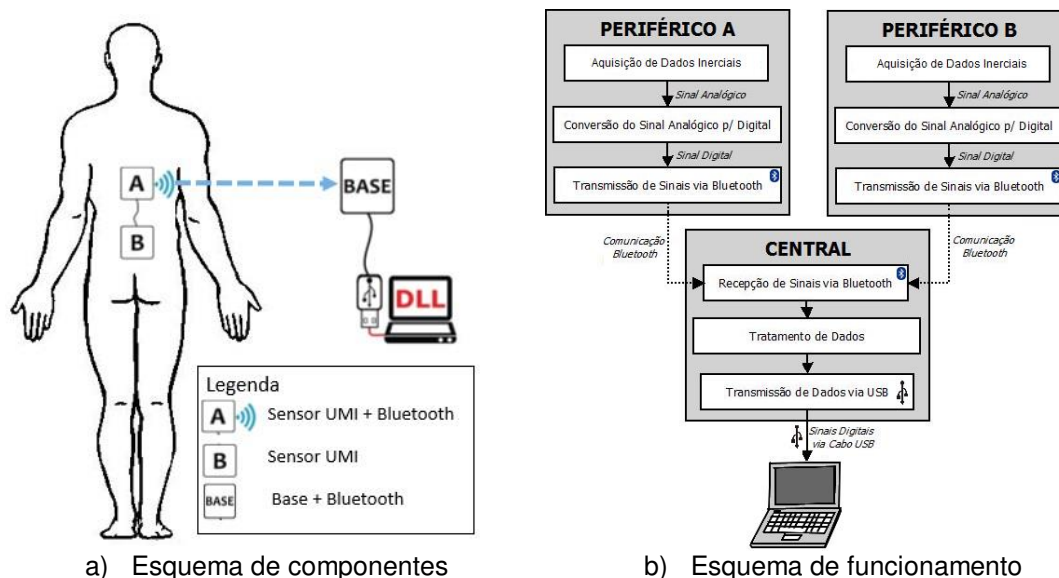 A
B
BASE
DLL
Legenda
A Sensor UMI + Bluetooth
B Sensor UMI
BASE Base + Bluetooth
a) Esquema de componentes
PERIFÉRICO A
Aquisição de Dados Inerciais
Sinal Analógico
Conversão do Sinal Analógico p/ Digital
Sinal Digital
Transmissão de Sinais via Bluetooth
Comunicação
Bluetooth
PERIFÉRICO B
Aquisição de Dados Inerciais
Sinal Analógico
Conversão do Sinal Analógico p/ Digital
Sinal Digital
Transmissão de Sinais via Bluetooth
Comunicação
Bluetooth
CENTRAL
Recepção de Sinais via Bluetooth
Tratamento de Dados
Transmissão de Dados via USB
Sinais Digitais
via Cabo USB
b) Esquema de funcionamento